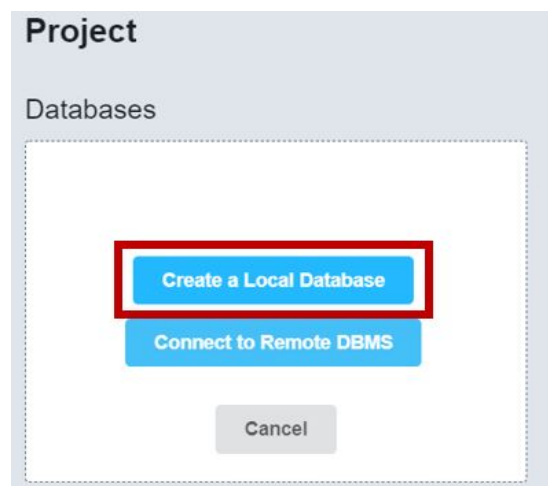 Project
Databases
Create a Local Database
Connect to Remote DBMS
Cancel